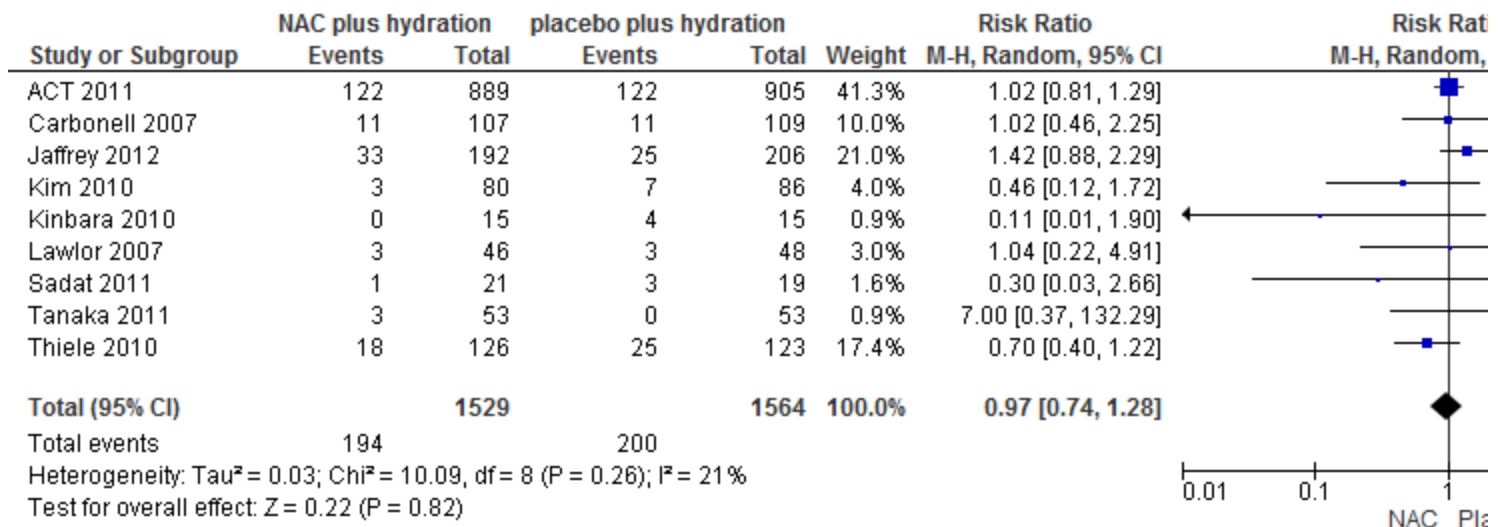 NAC plus hydration placebo plus hydration Risk Ratio Risk Rati
Study or Subgroup Events Total Events Total Weight M-H, Random, 95% CI M-H, Random,
ACT 2011 122 889 122 905 41.3% 1.02 [0.81, 1.29]
Carbonell 2007 11 107 11 109 10.0% 1.02 [0.46, 2.25]
Jaffrey 2012 33 192 25 206 21.0% 1.42 [0.88, 2.29]
Kim 2010 3 80 7 86 4.0% 0.46 [0.12, 1.72]
Kinbara 2010 0 15 4 15 0.9% 0.11 [0.01, 1.90]
Lawlor 2007 3 46 3 48 3.0% 1.04 [0.22, 4.91]
Sadat 2011 1 21 3 19 1.6% 0.30 [0.03, 2.66]
Tanaka 2011 3 53 0 53 0.9% 7.00 [0.37, 132.29]
Thiele 2010 18 126 25 123 17.4% 0.70 [0.40, 1.22]
Total (95% CI) 1529 1564 100.0% 0.97 [0.74, 1.28]
Total events 194 200
Heterogeneity: Tau² = 0.03; Chi² = 10.09, df = 8 (P = 0.26); I² = 21%
Test for overall effect: Z = 0.22 (P = 0.82)
0.01 0.1 1
NAC Pla